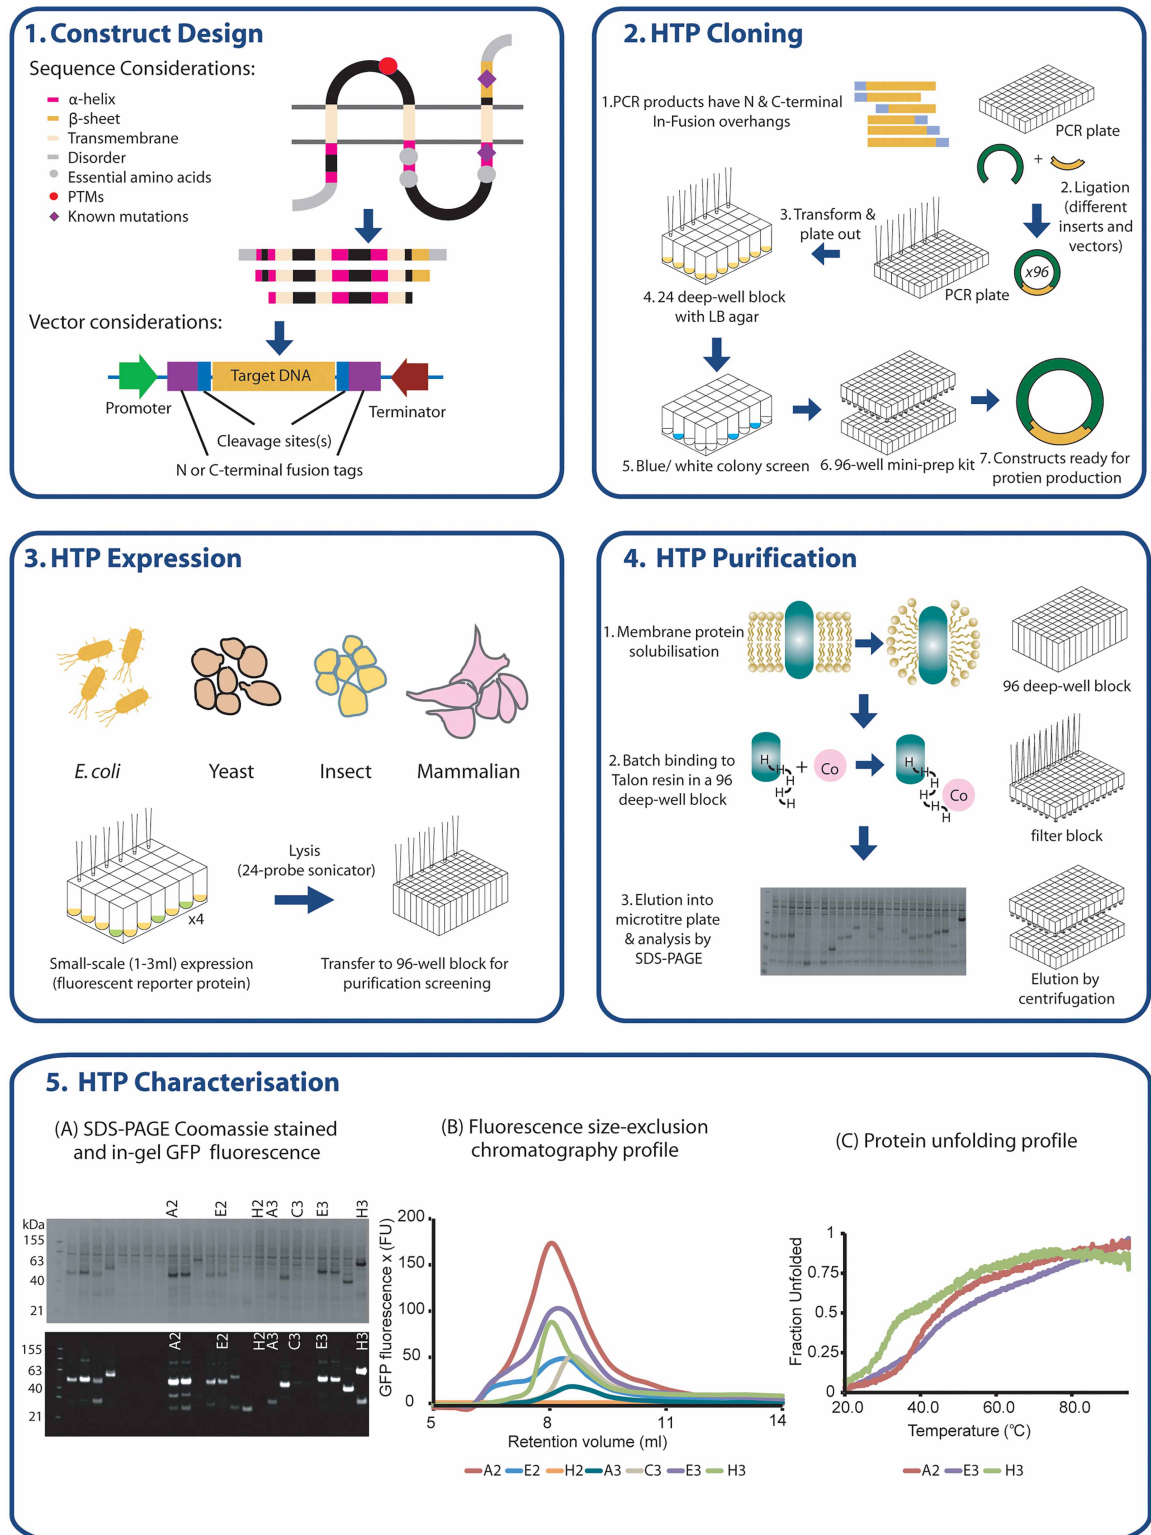 1. Construct Design
Sequence Considerations:
α-helix
β-sheet
Transmembrane
Disorder
Essential amino acids
PTMs
Known mutations
Vector considerations:
Target DNA
Promoter
Terminator
Cleavage sites(s)
N or C-terminal fusion tags
2. HTP Cloning
1.PCR products have N & C-terminal
In-Fusion overhangs
PCR plate
+
2. Ligation
(different
inserts and
vectors)
x96
3. Transform &
plate out
PCR plate
4. 24 deep-well block
with LB agar
5. Blue/ white colony screen
6. 96-well mini-prep kit
7. Constructs ready for
protien production
3. HTP Expression
E. coli
Yeast
Insect
Mammalian
x4
Lysis
(24-probe sonicator)
Small-scale (1-3ml) expression
(fluorescent reporter protein)
Transfer to 96-well block for
purification screening
4. HTP Purification
1. Membrane protein
solubilisation
96 deep-well block
2. Batch binding to
Talon resin in a 96
deep-well block
H
H
H
H
H
+
Co
H
H
H
H
H
H
Co
filter block
3. Elution into
microtitre plate
& analysis by
SDS-PAGE
Elution by
centrifugation
5. HTP Characterisation
(A) SDS-PAGE Coomassie stained
and in-gel GFP fluorescence
kDa
155
63
40
21
A2
E2
H2
A3
C3
E3
H3
155
63
40
21
A2
E2
H2
A3
C3
E3
H3
(B) Fluorescence size-exclusion
chromatography profile
GFP fluorescence x (FU)
200
150
100
50
0
5
8
11
14
Retention volume (ml)
A2 E2 H2 A3 C3 E3 H3
(C) Protein unfolding profile
Fraction Unfolded
1
0.75
0.5
0.25
0
20.0
40.0
60.0
80.0
Temperature (°C)
A2 E3 H3